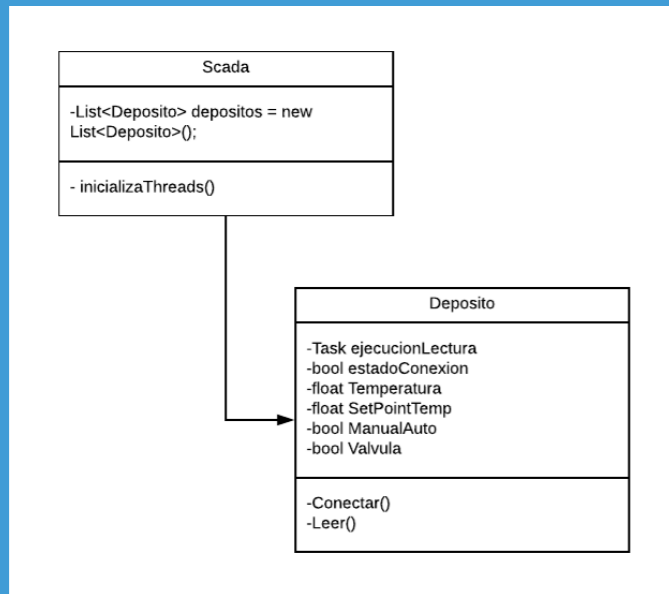 Scada
-List<Deposito> depositos = new
List<Deposito>();
- inicializaThreads()
Deposito
-Task ejecucionLectura
-bool estadoConexion
-float Temperatura
-float SetPointTemp
-bool ManualAuto
-bool Valvula
-Conectar()
-Leer()